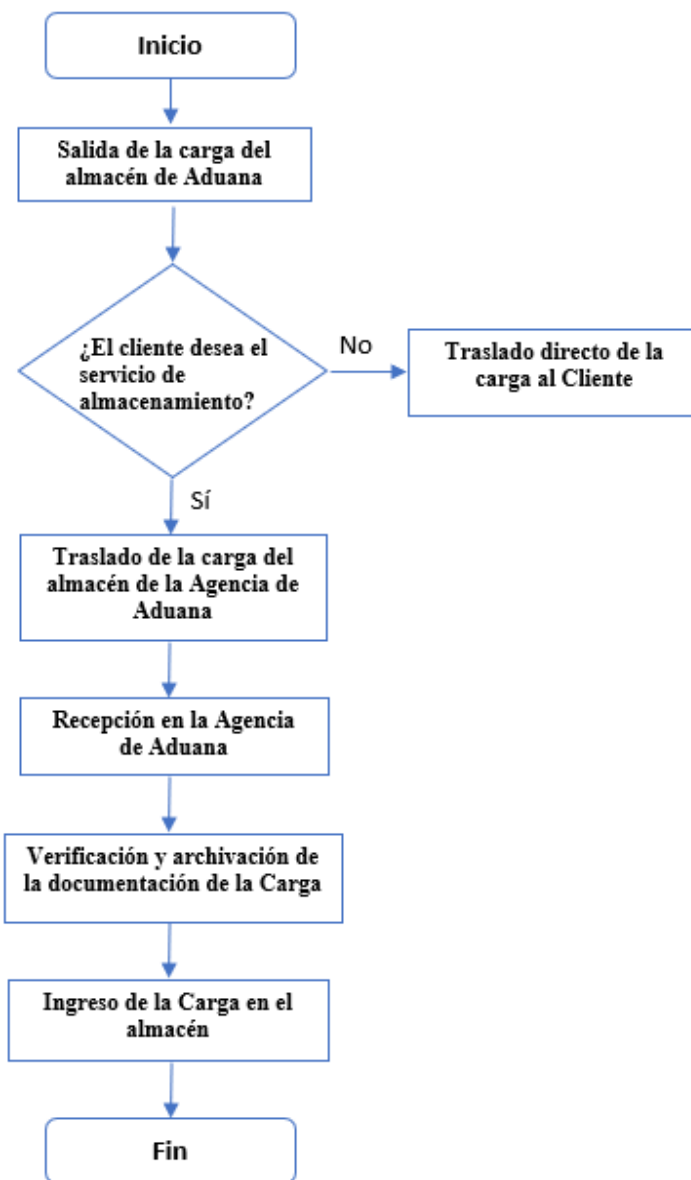 Inicio
Salida de la carga del
almacén de Aduana
¿El cliente desea el
servicio de
almacenamiento?
No
Traslado directo de la
carga al Cliente
Sí
Traslado de la carga del
almacén de la Agencia de
Aduana
Recepción en la Agencia
de Aduana
Verificación y archivación de
la documentación de la Carga
Ingreso de la Carga en el
almacén
Fin